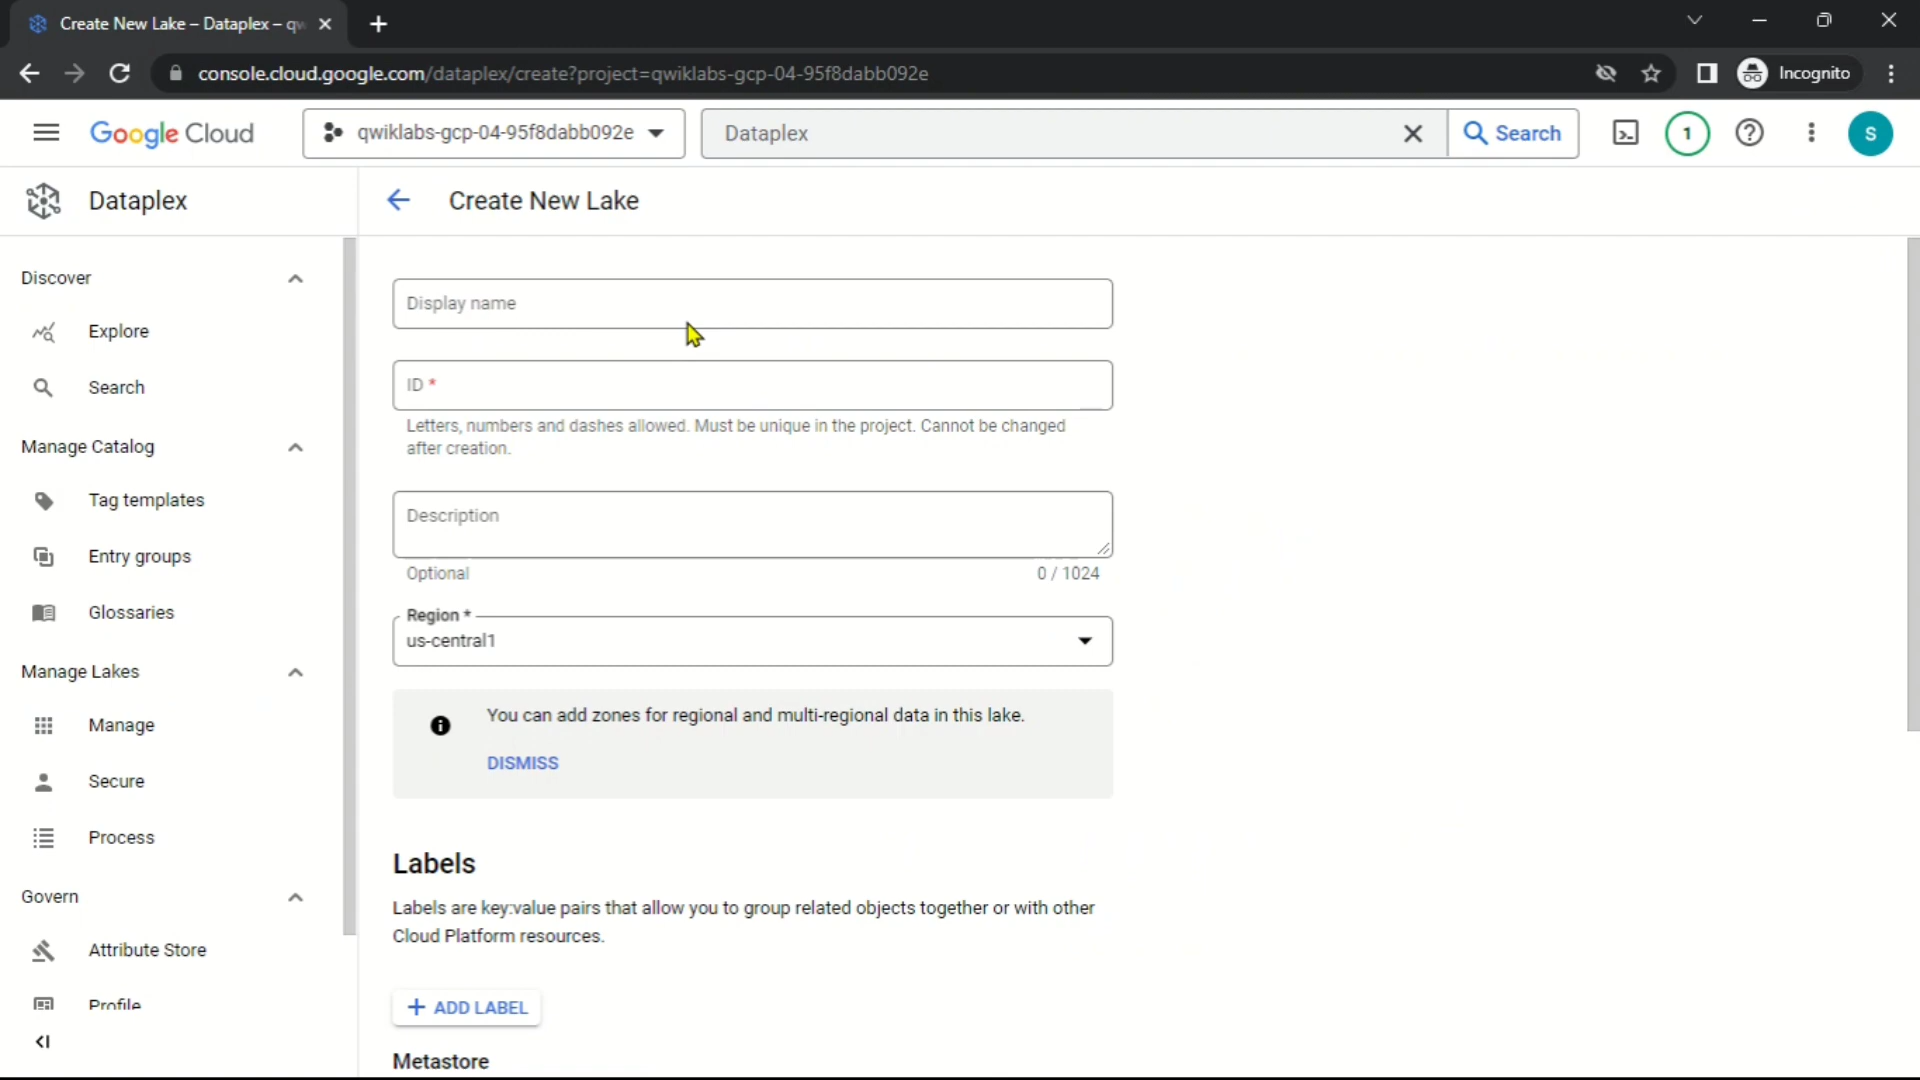 Create New Lake – Dataplex – qw
console.cloud.google.com/dataplex/create?project=qwiklabs-gcp-04-95f8dabb092e
Incognito
Google Cloud
qwiklabs-gcp-04-95f8dabb092e
Dataplex
Search
1
S
Dataplex
Create New Lake
Discover
Explore
Search
Manage Catalog
Tag templates
Entry groups
Glossaries
Manage Lakes
Manage
Secure
Process
Govern
Attribute Store
Profile
Display name
ID *
Letters, numbers and dashes allowed. Must be unique in the project. Cannot be changed
after creation.
Description
Optional
0 / 1024
Region *
us-central1
You can add zones for regional and multi-regional data in this lake.
DISMISS
Labels
Labels are key:value pairs that allow you to group related objects together or with other
Cloud Platform resources.
ADD LABEL
Metastore